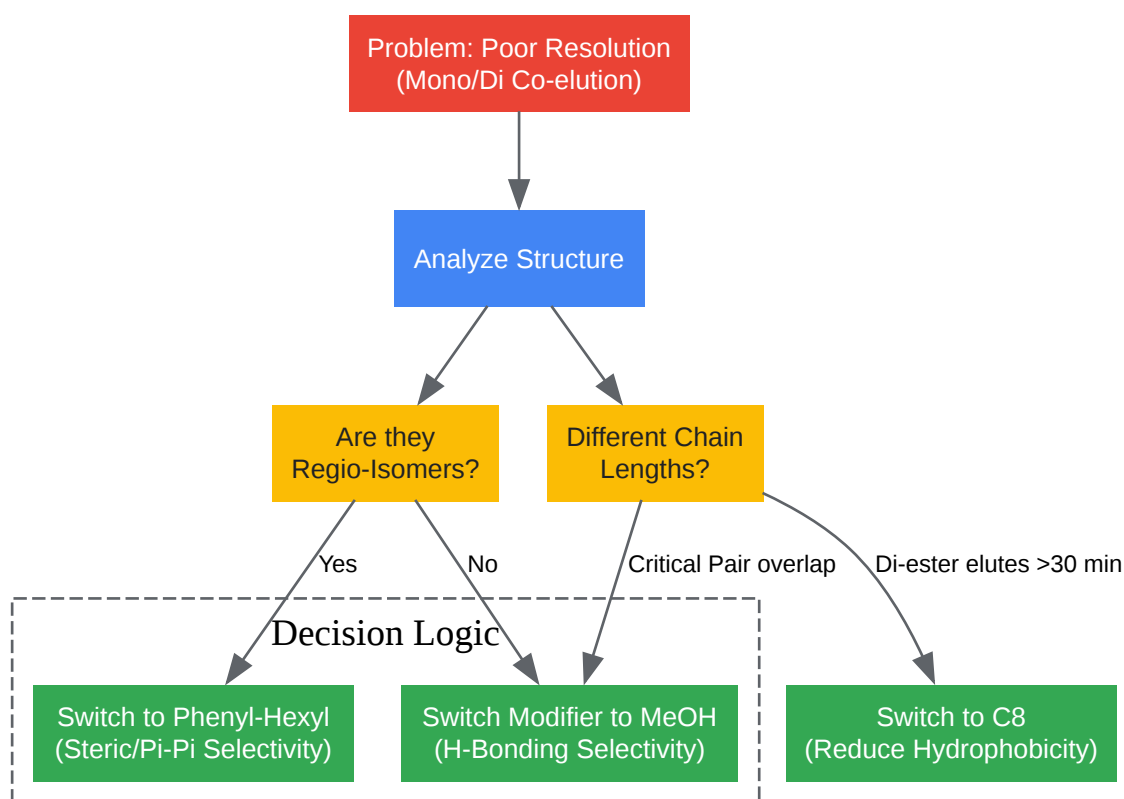 Problem: Poor Resolution
(Mono/Di Co-elution)
Analyze Structure
Are they
Regio-Isomers?
Different Chain
Lengths?
Yes
No
Critical Pair overlap
Di-ester elutes >30 min
Decision Logic
Switch to Phenyl-Hexyl
(Steric/Pi-Pi Selectivity)
Switch Modifier to MeOH
(H-Bonding Selectivity)
Switch to C8
(Reduce Hydrophobicity)